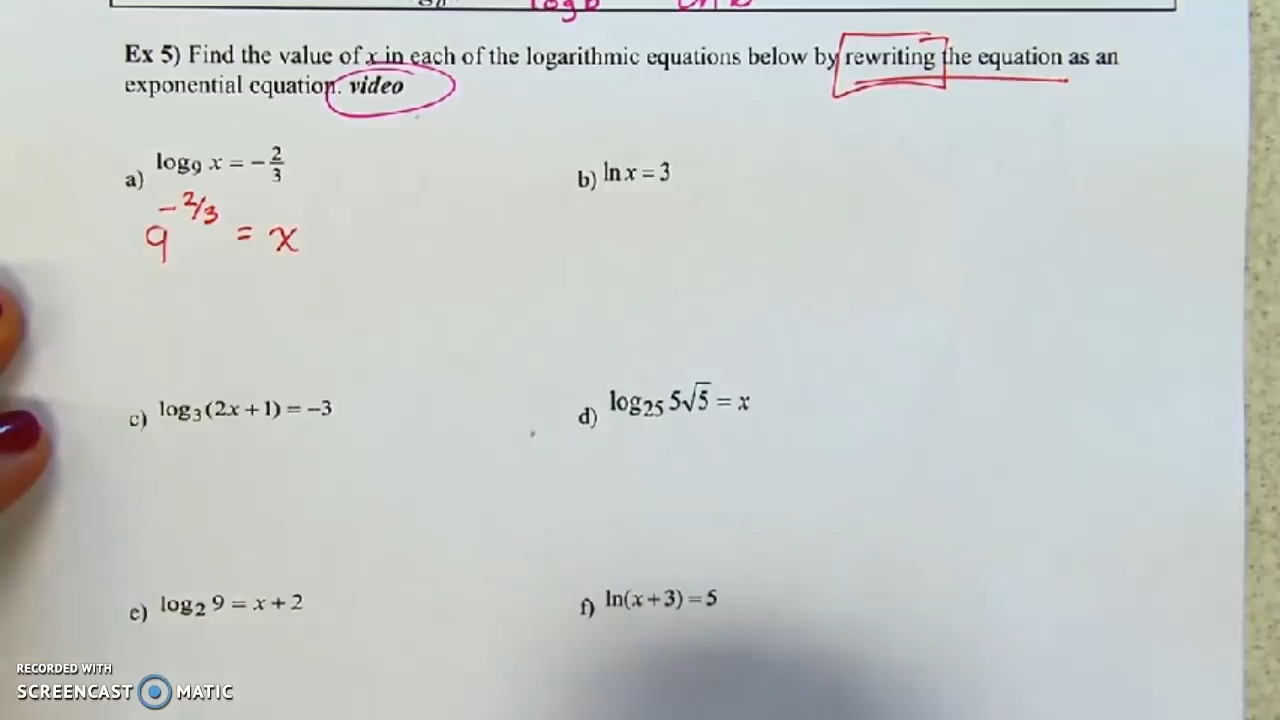 log b
Ex 5) Find the value of x in each of the logarithmic equations below by rewriting the equation as an
exponential equation. video
a) log₉ x = -2/3
b) ln x = 3
9^(-2/3) = x
c) log₃(2x+1) = -3
d) log₂₅ 5√5 = x
e) log₂ 9 = x + 2
f) ln(x+3) = 5
RECORDED WITH
SCREENCAST MATIC